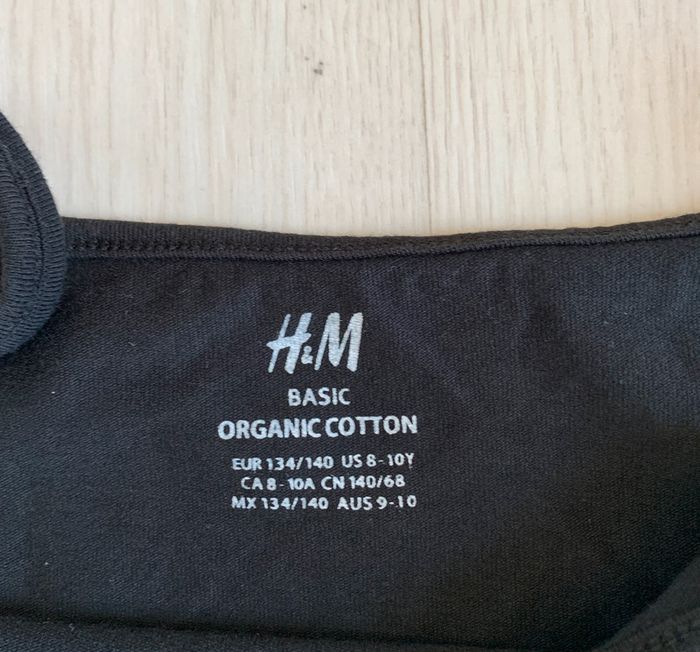 H&M
BASIC
ORGANIC COTTON
EUR 134/140 US 8-10Y
CA 8-10A CN 140/68
MX 134/140 AUS 9-10